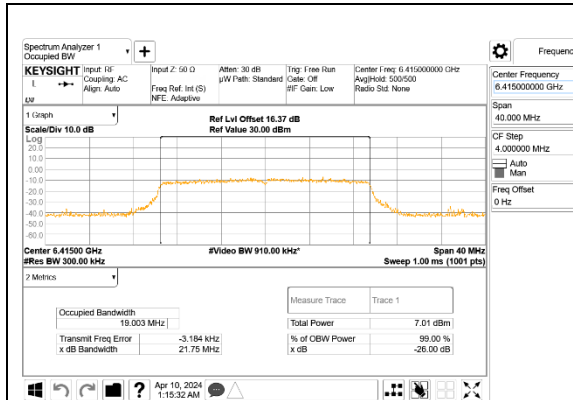 Spectrum Analyzer 1
Occupied BW
+
Frequency
KEYSIGHT
Input: RF
Coupling: AC
Align: Auto
Input Z: 50 Ω
Freq Ref: Int (S)
NFE: Adaptive
Atten: 30 dB
µW Path: Standard
Trig: Free Run
Gate: Off
#IF Gain: Low
Center Freq: 6.415000000 GHz
Avg|Hold: 500/500
Radio Std: None
L
Center Frequency
6.415000000 GHz
Span
40.000 MHz
CF Step
4.000000 MHz
Auto
Man
Freq Offset
0 Hz
1 Graph
Scale/Div 10.0 dB
Ref Lvl Offset 16.37 dB
Ref Value 30.00 dBm
Log
20.0
10.0
0.00
-10.0
-20.0
-30.0
-40.0
-50.0
-60.0
Center 6.41500 GHz
#Video BW 910.00 kHz*
Span 40 MHz
#Res BW 300.00 kHz
Sweep 1.00 ms (1001 pts)
2 Metrics
Measure Trace
Trace 1
Occupied Bandwidth
19.003 MHz
Total Power
7.01 dBm
Transmit Freq Error
-3.184 kHz
% of OBW Power
99.00 %
x dB Bandwidth
21.75 MHz
x dB
-26.00 dB
?
Apr 10, 2024
1:15:32 AM